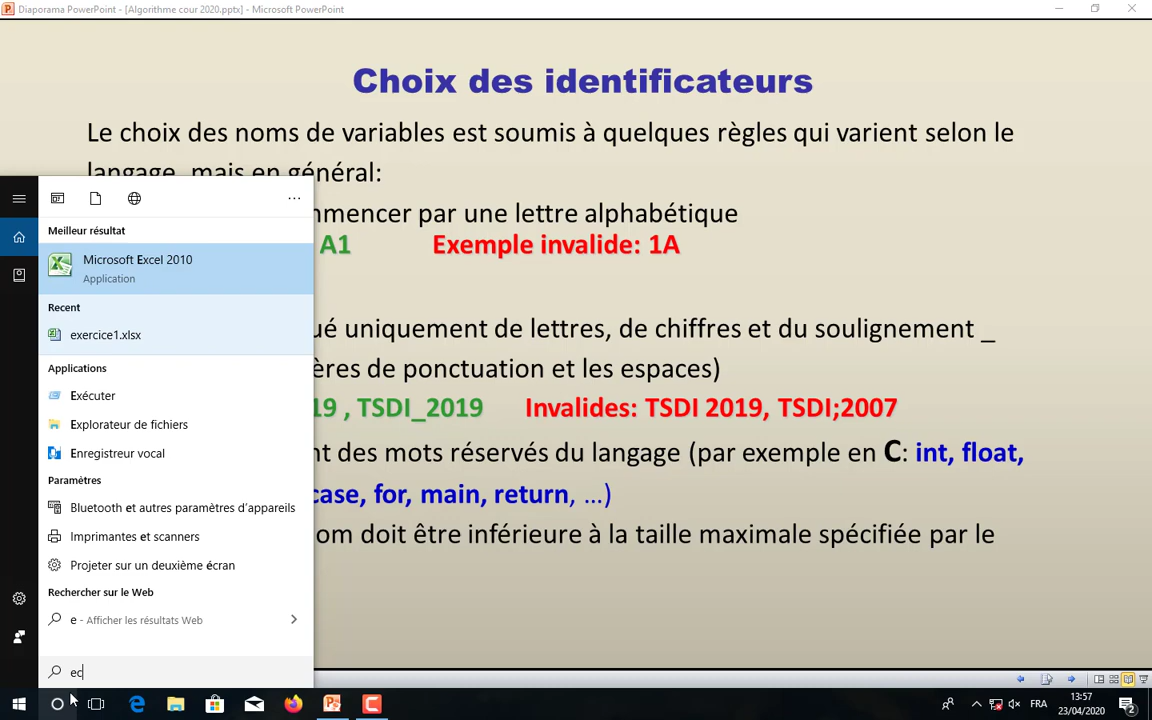 Diaporama PowerPoint - [Algorithme cour 2020.pptx] - Microsoft PowerPoint
Choix des identificateurs
Le choix des noms de variables est soumis à quelques règles qui varient selon le
langage, mais en général:
mmencer par une lettre alphabétique
A1 Exemple invalide: 1A
ué uniquement de lettres, de chiffres et du soulignement _
ères de ponctuation et les espaces)
19 , TSDI_2019 Invalides: TSDI 2019, TSDI;2007
nt des mots réservés du langage (par exemple en C: int, float,
case, for, main, return, …)
om doit être inférieure à la taille maximale spécifiée par le
Meilleur résultat
Microsoft Excel 2010
Application
Recent
exercice1.xlsx
Applications
Exécuter
Explorateur de fichiers
Enregistreur vocal
Paramètres
Bluetooth et autres paramètres d'appareils
Imprimantes et scanners
Projeter sur un deuxième écran
Rechercher sur le Web
e - Afficher les résultats Web
ec
FRA
13:57
23/04/2020
2